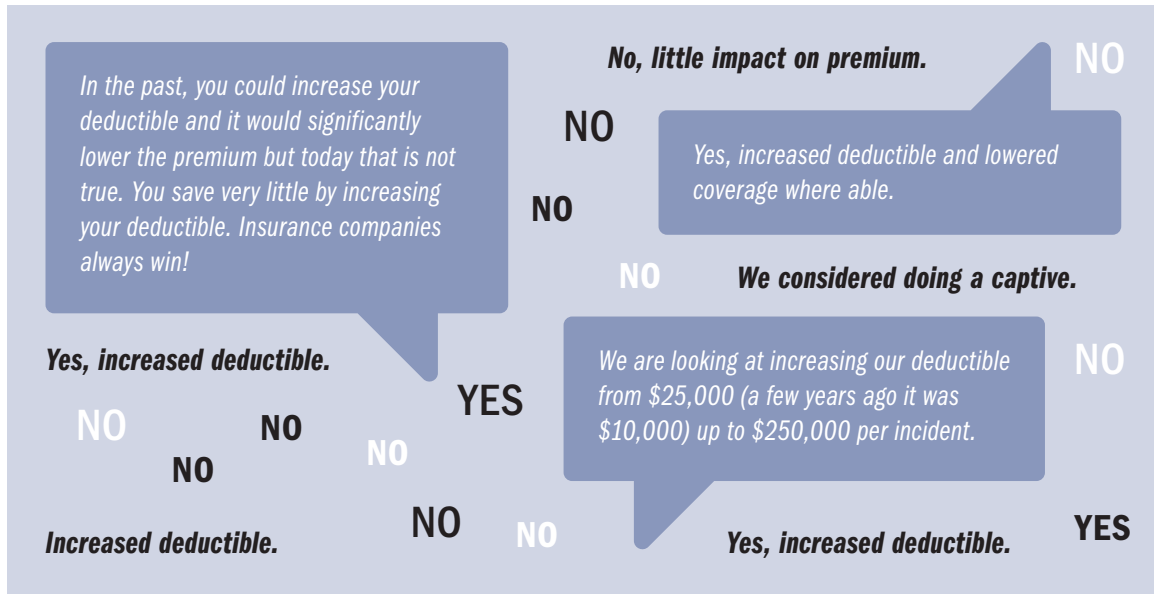 In the past, you could increase your
deductible and it would significantly
lower the premium but today that is not
true. You save very little by increasing
your deductible. Insurance companies
always win!
No, little impact on premium.
NO
NO
Yes, increased deductible and lowered
coverage where able.
NO
NO
We considered doing a captive.
Yes, increased deductible.
We are looking at increasing our deductible
from $25,000 (a few years ago it was
$10,000) up to $250,000 per incident.
NO
YES
NO
NO
NO
NO
NO
NO
Increased deductible.
Yes, increased deductible.
YES